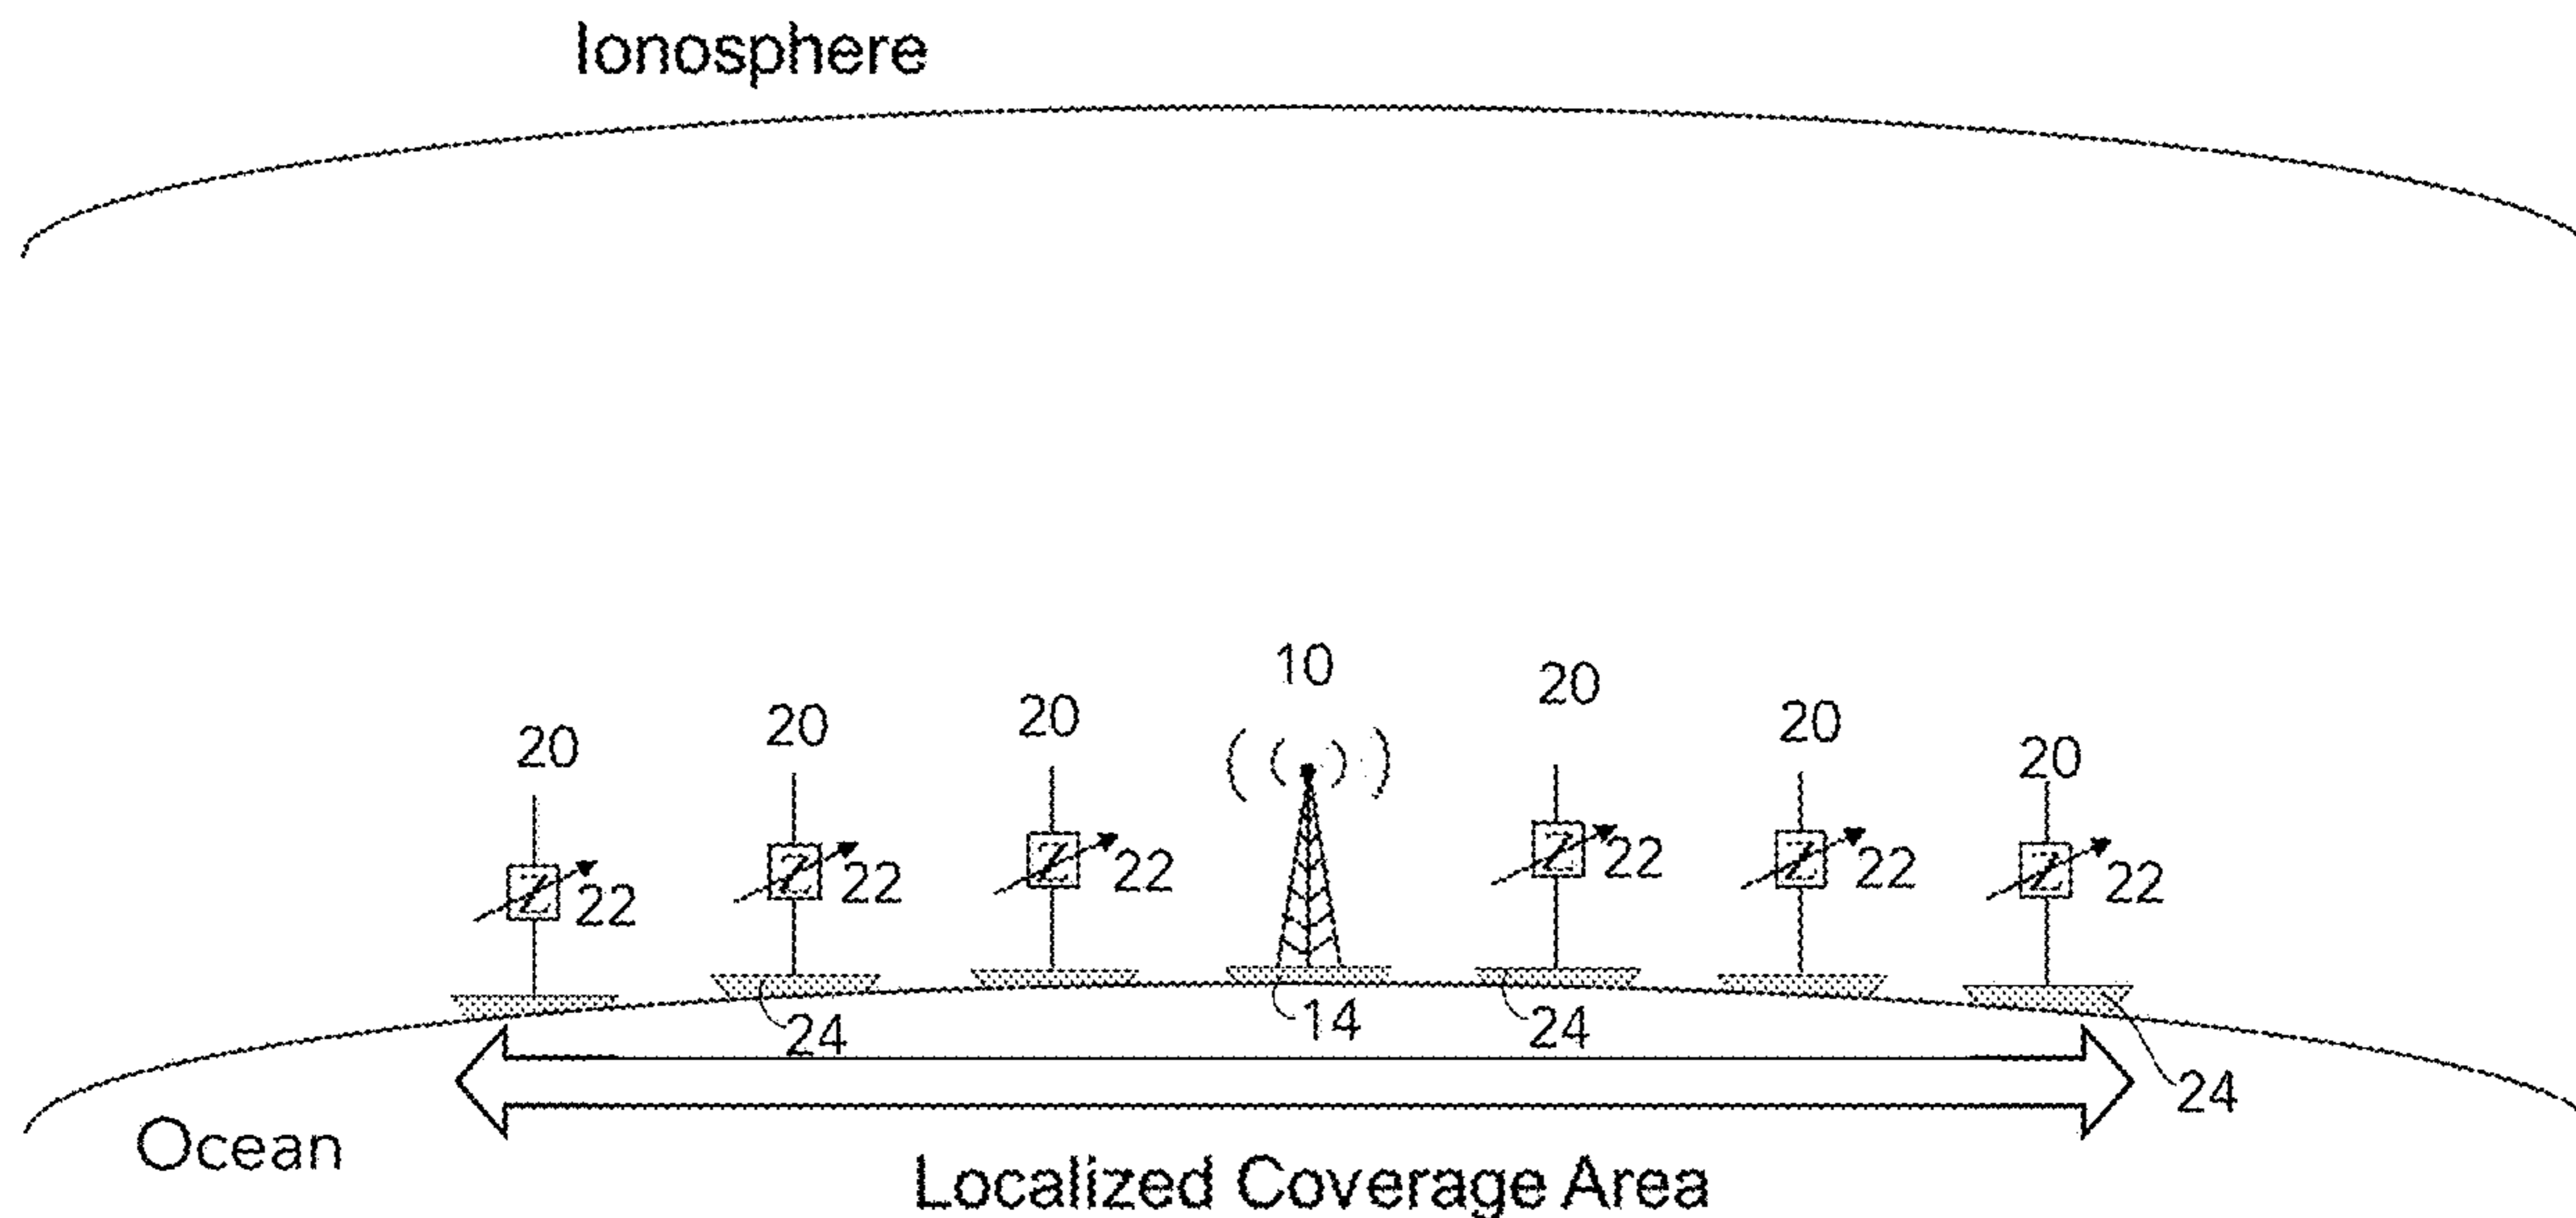 Ionosphere
10
20 20 20 20 20 20
Z 22 Z 22 Z 22 Z 22 Z 22 Z 22
24 14 24 24
Ocean
Localized Coverage Area